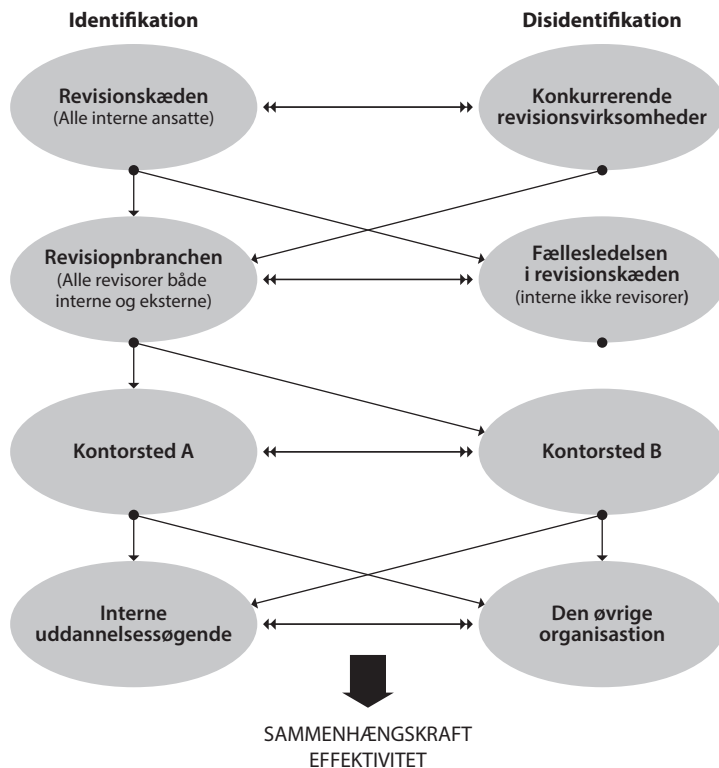 Identifikation
Disidentifikation
Revisionskæden
(Alle interne ansatte)
Konkurrerende
revisionsvirksomheder
Revisiopnbranchen
(Alle revisorer både
interne og eksterne)
Fællesledelsen
i revisionskæden
(interne ikke revisorer)
Kontorsted A
Kontorsted B
Interne
uddannelsessøgende
Den øvrige
organisastion
SAMMENHÆNGSKRAFT
EFFEKTIVITET